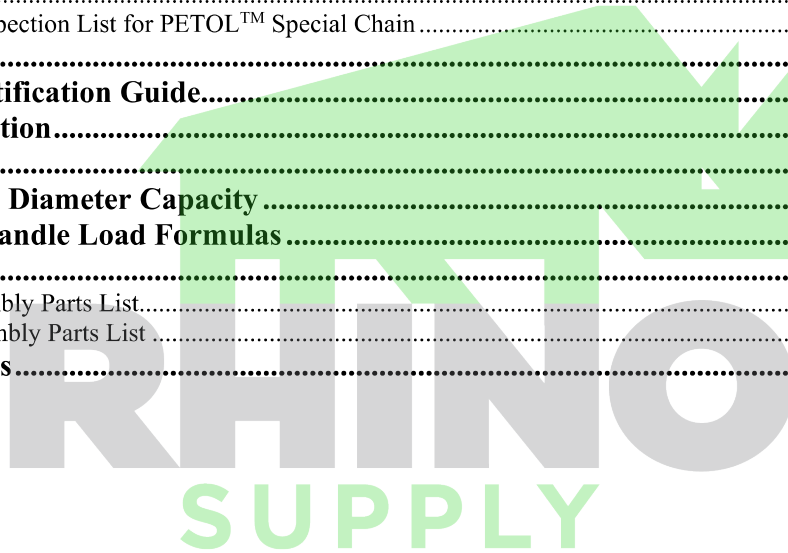 pection List for PETOL™ Special Chain................................................................
................................................................
tification Guide................................................................
tion................................................................
................................................................
Diameter Capacity................................................................
andle Load Formulas................................................................
................................................................
bly Parts List................................................................
mbly Parts List................................................................
s................................................................
RHINO
SUPPLY